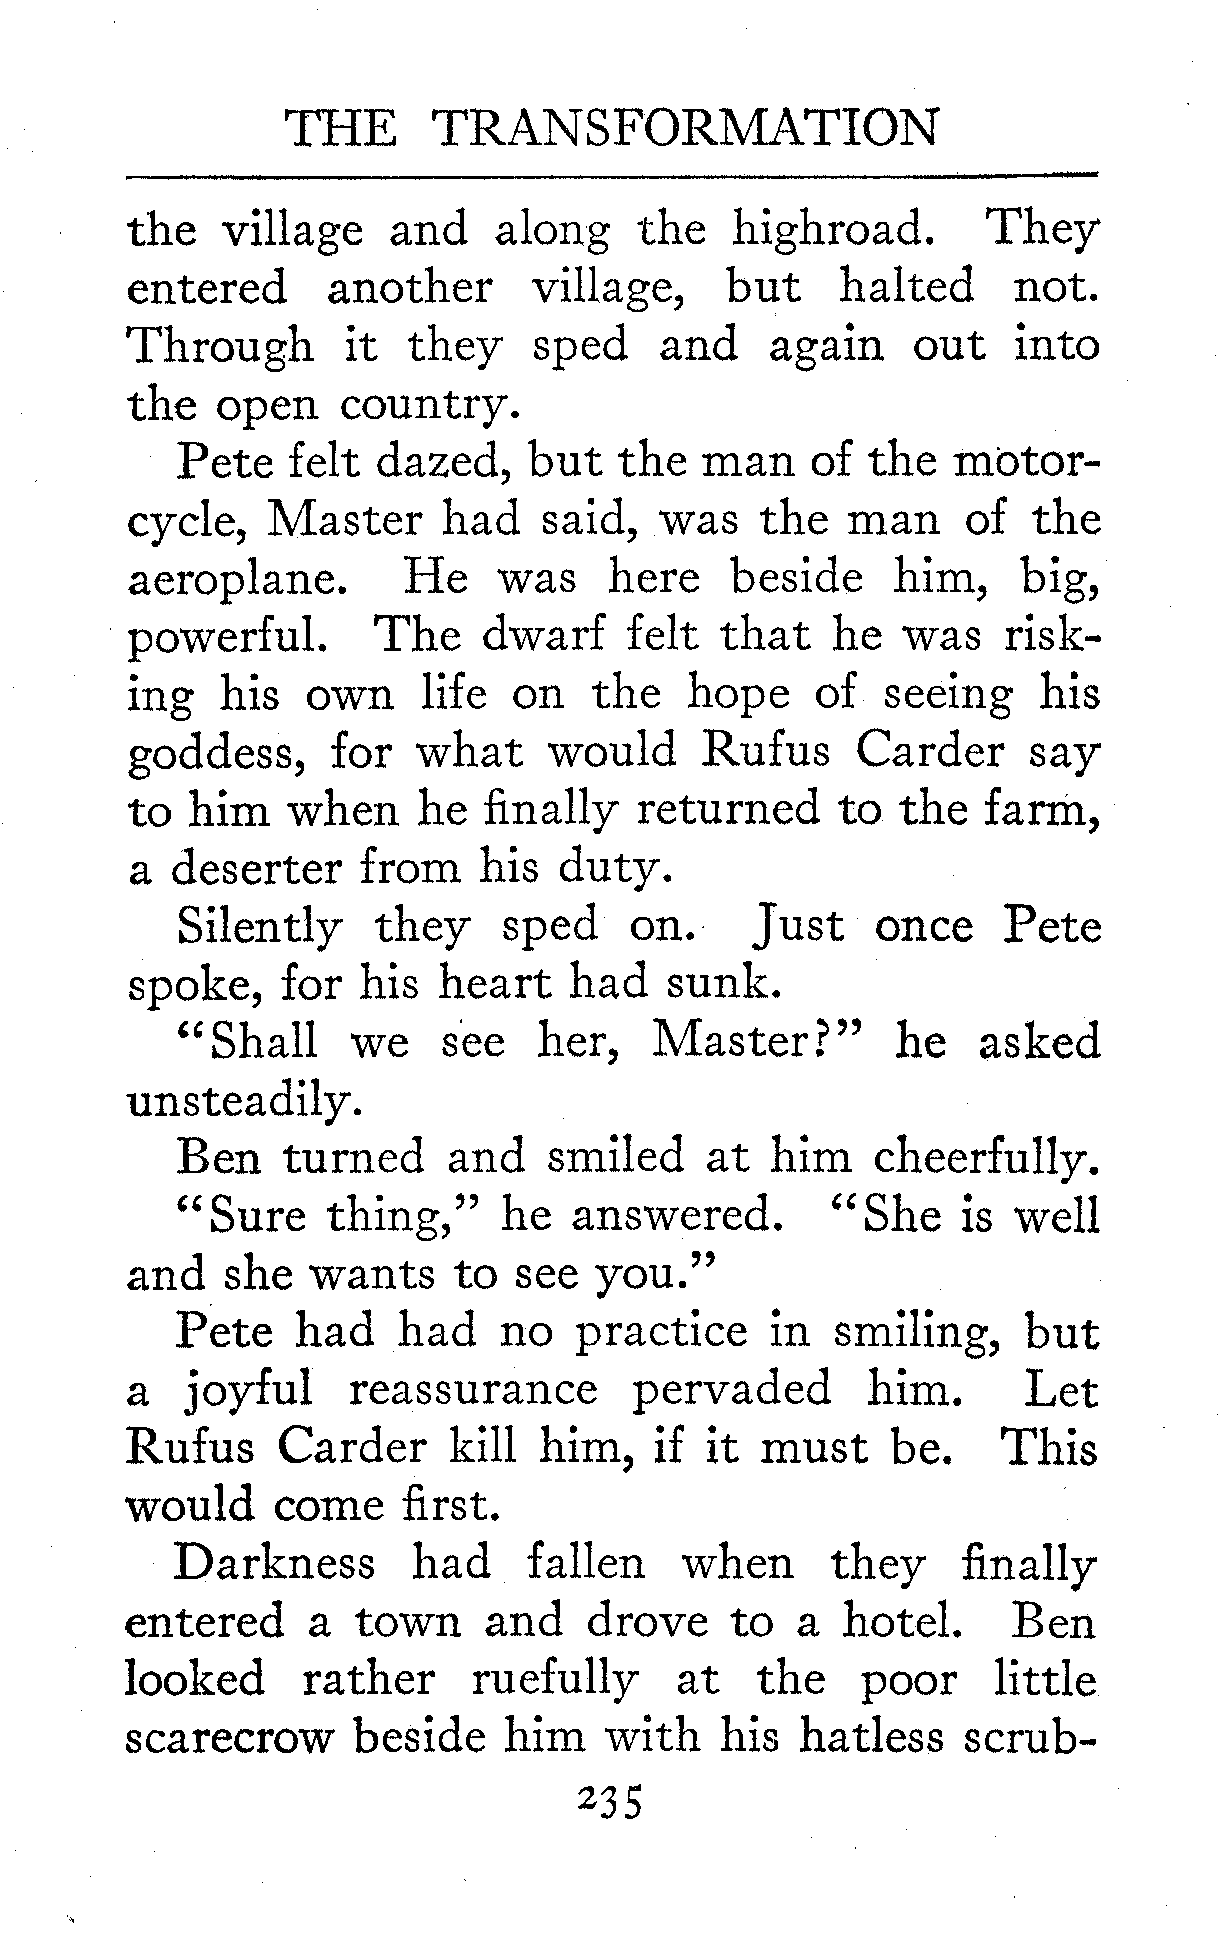 THE TRANSFORMATION
the village and along the highroad. They
entered another village, but halted not.
Through it they sped and again out into
the open country.
Pete felt dazed, but the man of the motor-
cycle, Master had said, was the man of the
aeroplane. He was here beside him, big,
powerful. The dwarf felt that he was risk-
ing his own life on the hope of seeing his
goddess, for what would Rufus Carder say
to him when he finally returned to the farm,
a deserter from his duty.
Silently they sped on. Just once Pete
spoke, for his heart had sunk.
"Shall we see her, Master?" he asked
unsteadily.
Ben turned and smiled at him cheerfully.
"Sure thing," he answered. "She is well
and she wants to see you."
Pete had had no practice in smiling, but
a joyful reassurance pervaded him. Let
Rufus Carder kill him, if it must be. This
would come first.
Darkness had fallen when they finally
entered a town and drove to a hotel. Ben
looked rather ruefully at the poor little
scarecrow beside him with his hatless scrub-
235